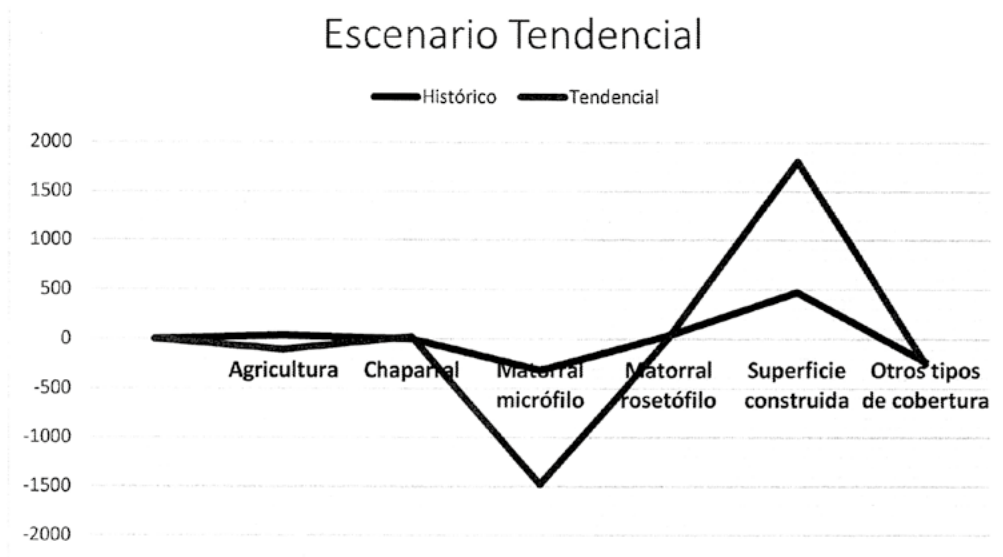 Escenario Tendencial
Histórico Tendencial
2000
1500
1000
500
0
-500
-1000
-1500
-2000
Agricultura Chaparral Matorral Matorral Superficie Otros tipos
micrófilo rosetófilo construida de cobertura